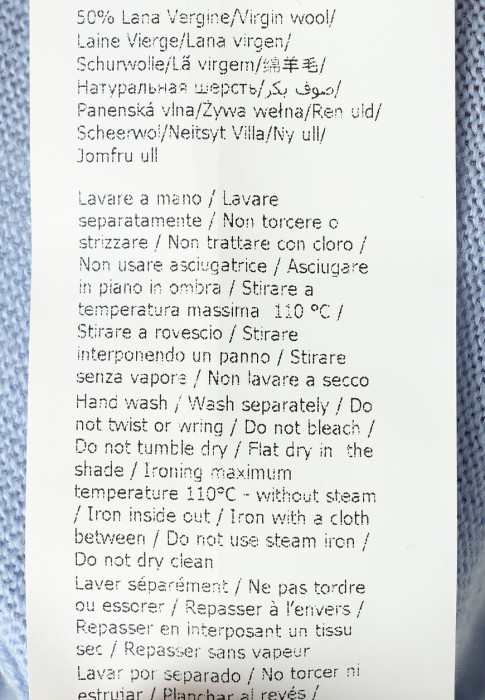 50% Lana Vergine/Virgin wool/
Laine Vierge/Lana virgen/
Schurwolle/Lã virgem/绵羊毛/
Натуральная шерсть/صوف بكر/
Panenská vlna/Żywa wełna/Ren uld/
Scheerwol/Neitsyt Villa/Ny ull/
Jomfru ull
Lavare a mano / Lavare
separatamente / Non torcere o
strizzare / Non trattare con cloro /
Non usare asciugatrice / Asciugare
in piano in ombra / Stirare a
temperatura massima 110 °C /
Stirare a rovescio / Stirare
interponendo un panno / Stirare
senza vapore / Non lavare a secco
Hand wash / Wash separately / Do
not twist or wring / Do not bleach /
Do not tumble dry / Flat dry in the
shade / Ironing maximum
temperature 110°C - without steam
/ Iron inside out / Iron with a cloth
between / Do not use steam iron /
Do not dry clean
Laver séparément / Ne pas tordre
ou essorer / Repasser à l'envers /
Repasser en interposant un tissu
sec / Repasser sans vapeur
Lavar por separado / No torcer ni
estrujar / Planchar al revés /